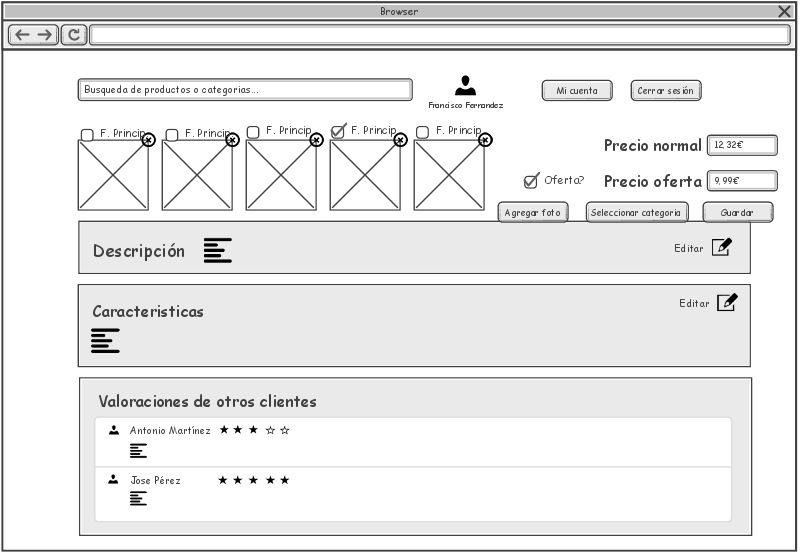 Browser
Busqueda de productos o categorias...
Francisco Fernandez
Mi cuenta
Cerrar sesión
F. Princip
F. Princip
F. Princip
F. Princip
F. Princip
Precio normal
12,32€
Oferta?
Precio oferta
9,99€
Agregar foto
Seleccionar categoria
Guardar
Descripción
Editar
Caracteristicas
Editar
Valoraciones de otros clientes
Antonio Martínez
Jose Pérez